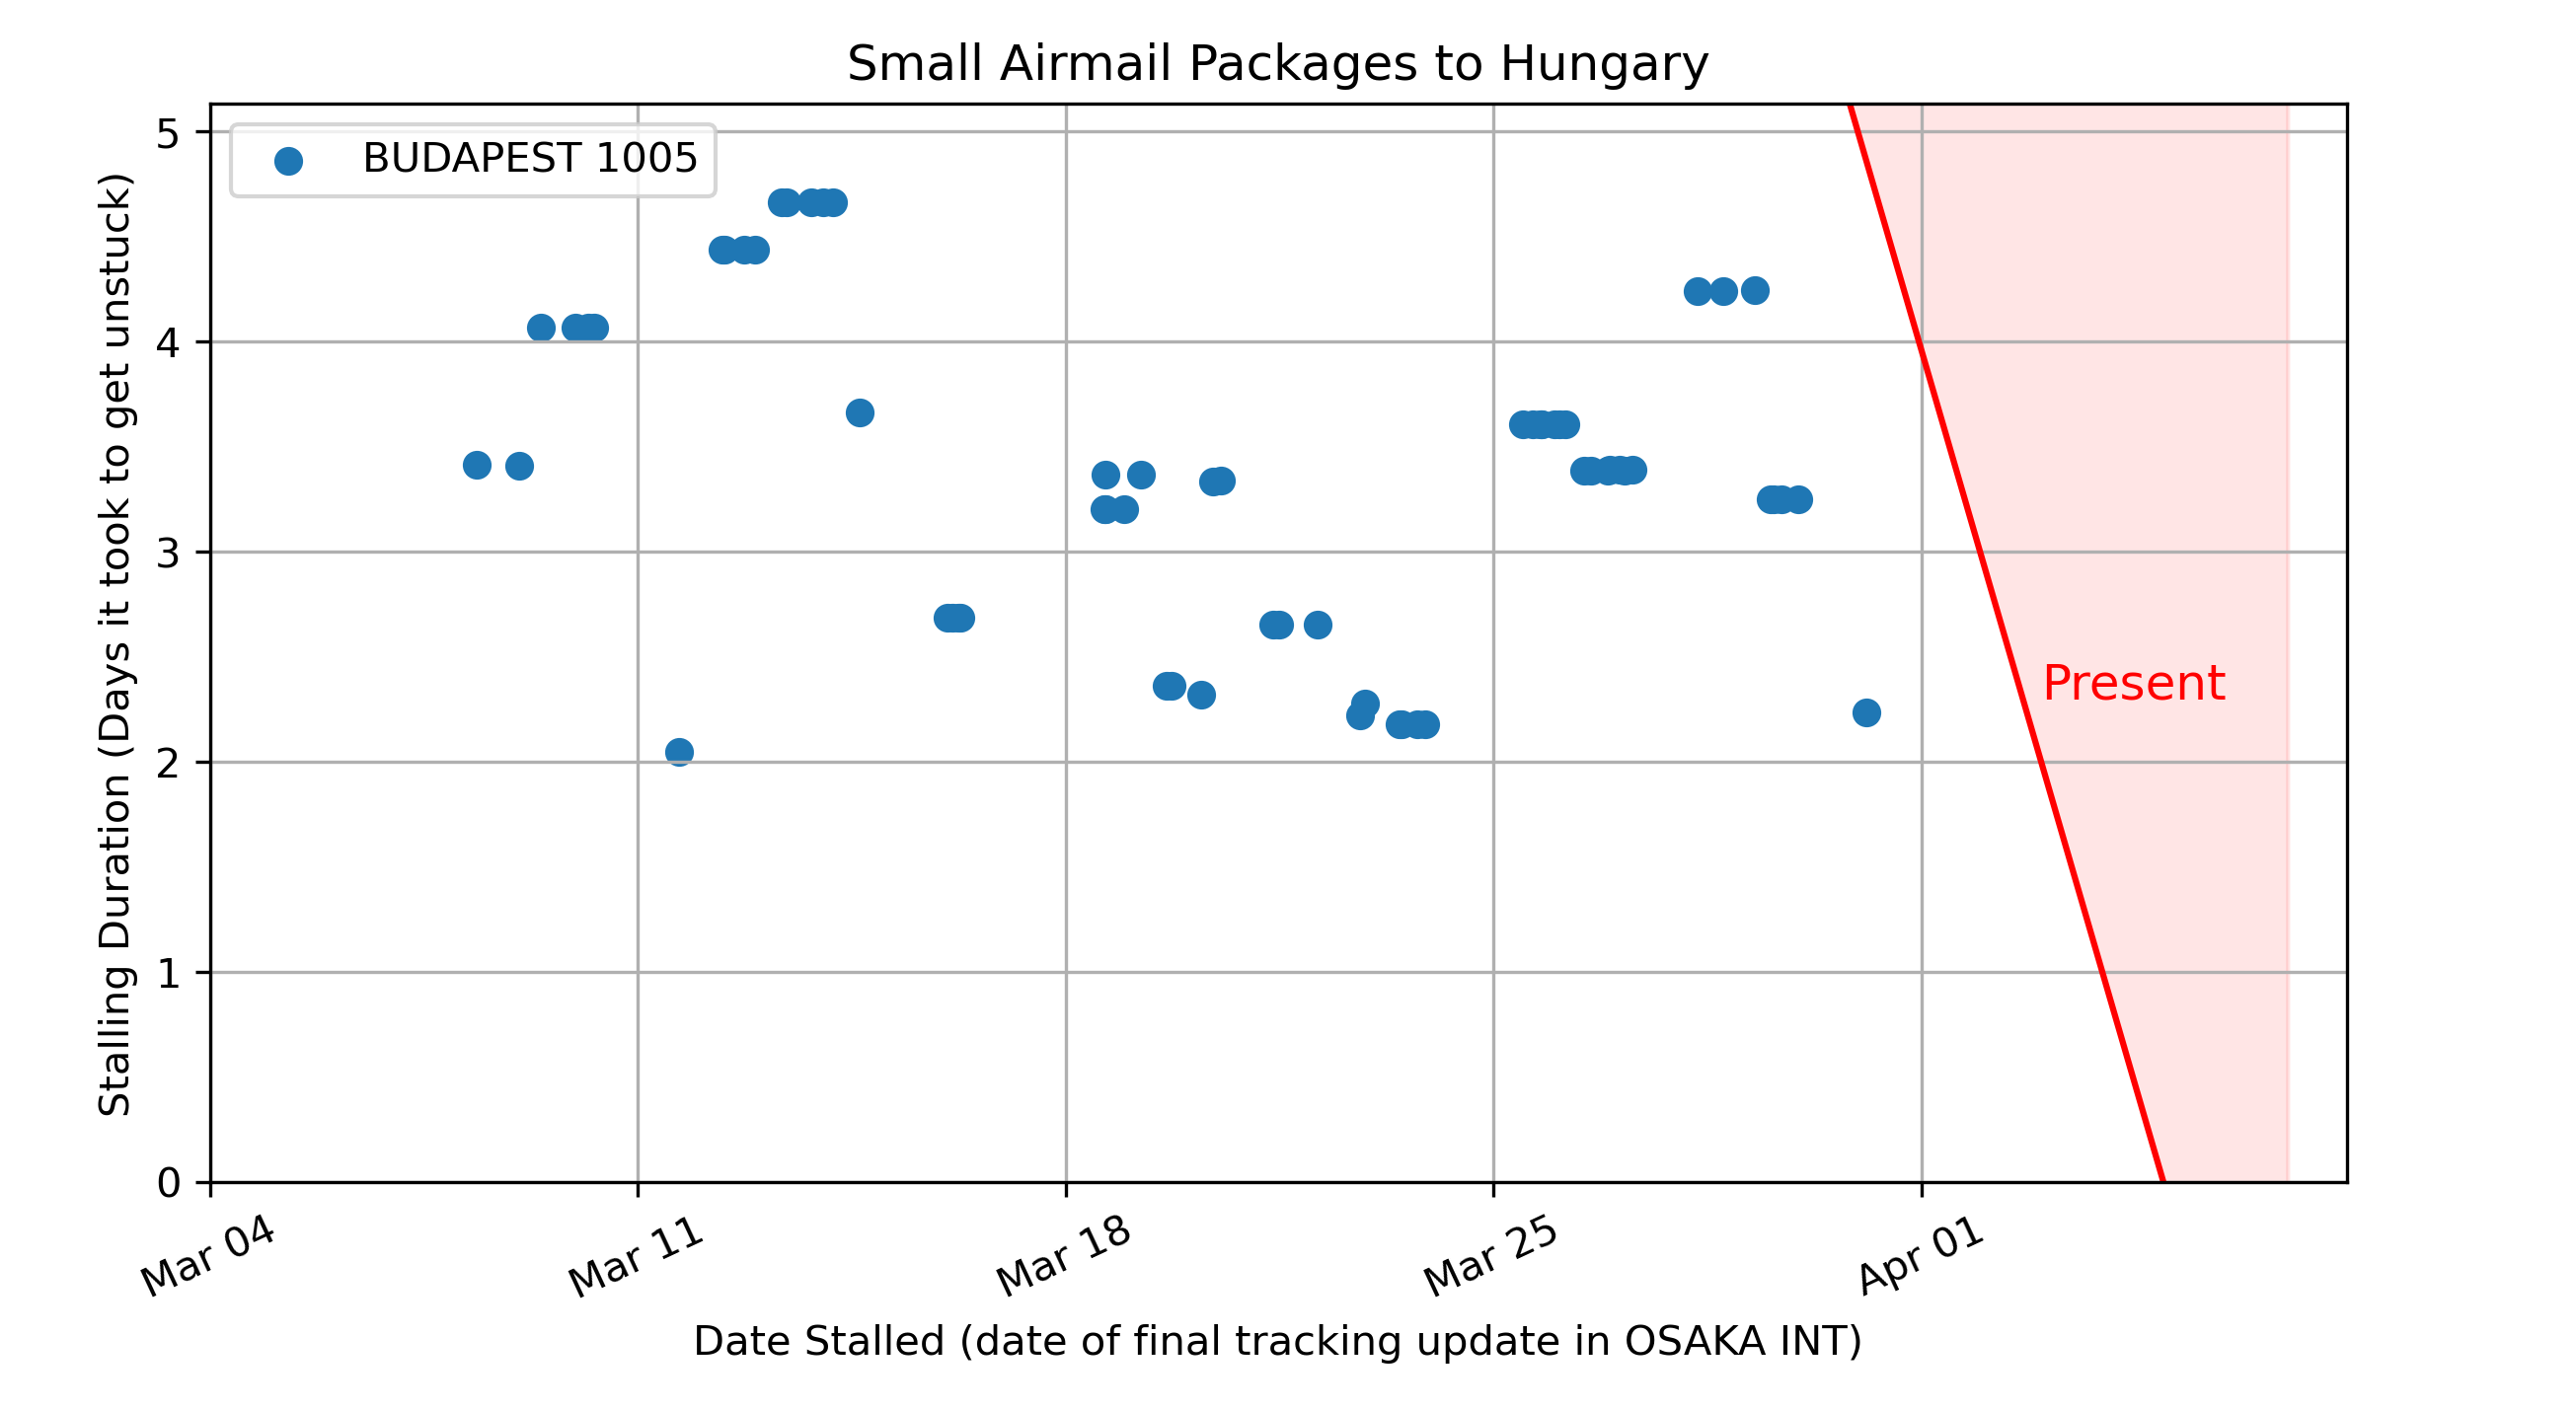 Small Airmail Packages to Hungary
BUDAPEST 1005
Stalling Duration (Days it took to get unstuck)
5
4
3
2
1
0
Present
Mar 04
Mar 11
Mar 18
Mar 25
Apr 01
Date Stalled (date of final tracking update in OSAKA INT)